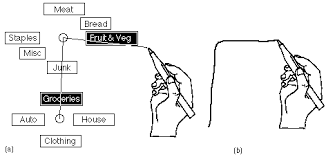 Meat
Bread
Staples
Fruit & Veg
Misc
Junk
Groceries
Auto
House
Clothing
(a)
(b)